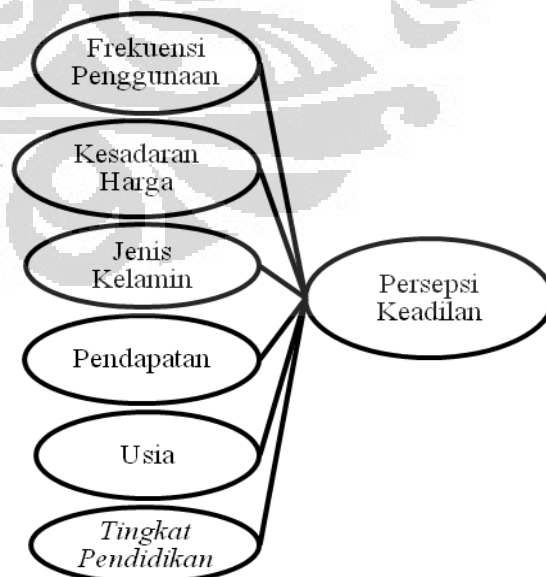 Frekuensi
Penggunaan
Kesadaran
Harga
Jenis
Kelamin
Pendapatan
Usia
Tingkat
Pendidikan
Persepsi
Keadilan